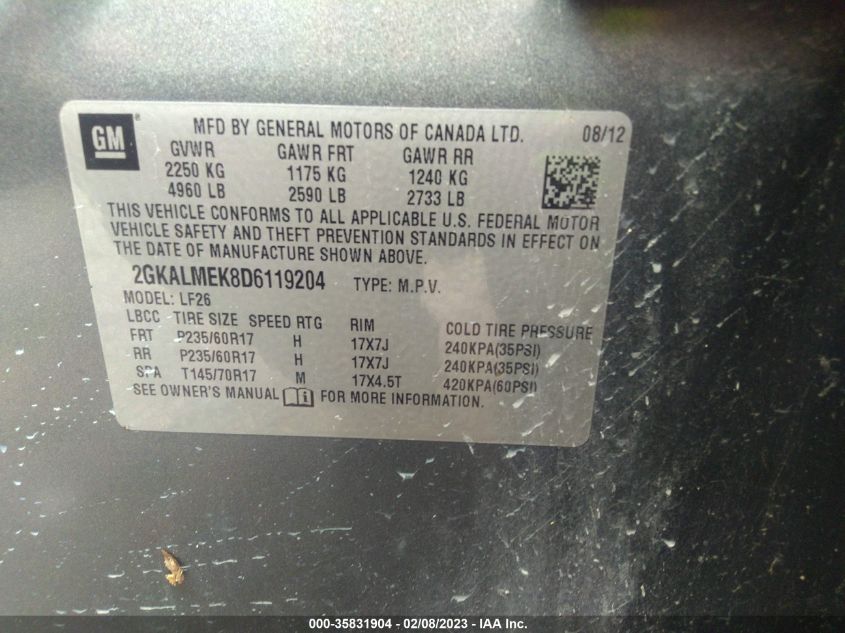 GM ® MFD BY GENERAL MOTORS OF CANADA LTD. 08/12
GVWR GAWR FRT GAWR RR
2250 KG 1175 KG 1240 KG
4960 LB 2590 LB 2733 LB
THIS VEHICLE CONFORMS TO ALL APPLICABLE U.S. FEDERAL MOTOR
VEHICLE SAFETY AND THEFT PREVENTION STANDARDS IN EFFECT ON
THE DATE OF MANUFACTURE SHOWN ABOVE.
2GKALMEK8D6119204 TYPE: M.P.V.
MODEL: LF26
LBCC TIRE SIZE SPEED RTG RIM COLD TIRE PRESSURE
FRT P235/60R17 H 17X7J 240KPA(35PSI)
RR P235/60R17 H 17X7J 240KPA(35PSI)
SPA T145/70R17 M 17X4.5T 420KPA(60PSI)
SEE OWNER'S MANUAL FOR MORE INFORMATION.
000-35831904 - 02/08/2023 - IAA Inc.